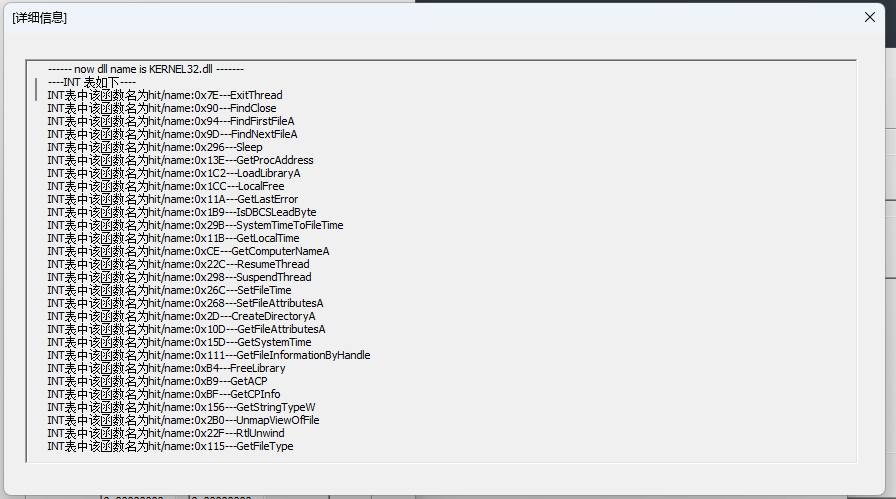 [详细信息]
------ now dll name is KERNEL32.dll -------
----INT 表如下----
INT表中该函数名为hit/name:0x7E---ExitThread
INT表中该函数名为hit/name:0x90---FindClose
INT表中该函数名为hit/name:0x94---FindFirstFileA
INT表中该函数名为hit/name:0x9D---FindNextFileA
INT表中该函数名为hit/name:0x296---Sleep
INT表中该函数名为hit/name:0x13E---GetProcAddress
INT表中该函数名为hit/name:0x1C2---LoadLibraryA
INT表中该函数名为hit/name:0x1CC---LocalFree
INT表中该函数名为hit/name:0x11A---GetLastError
INT表中该函数名为hit/name:0x1B9---IsDBCSLeadByte
INT表中该函数名为hit/name:0x29B---SystemTimeToFileTime
INT表中该函数名为hit/name:0x11B---GetLocalTime
INT表中该函数名为hit/name:0xCE---GetComputerNameA
INT表中该函数名为hit/name:0x22C---ResumeThread
INT表中该函数名为hit/name:0x298---SuspendThread
INT表中该函数名为hit/name:0x26C---SetFileTime
INT表中该函数名为hit/name:0x268---SetFileAttributesA
INT表中该函数名为hit/name:0x2D---CreateDirectoryA
INT表中该函数名为hit/name:0x10D---GetFileAttributesA
INT表中该函数名为hit/name:0x15D---GetSystemTime
INT表中该函数名为hit/name:0x111---GetFileInformationByHandle
INT表中该函数名为hit/name:0xB4---FreeLibrary
INT表中该函数名为hit/name:0xB9---GetACP
INT表中该函数名为hit/name:0xBF---GetCPInfo
INT表中该函数名为hit/name:0x156---GetStringTypeW
INT表中该函数名为hit/name:0x2B0---UnmapViewOfFile
INT表中该函数名为hit/name:0x22F---RtlUnwind
INT表中该函数名为hit/name:0x115---GetFileType